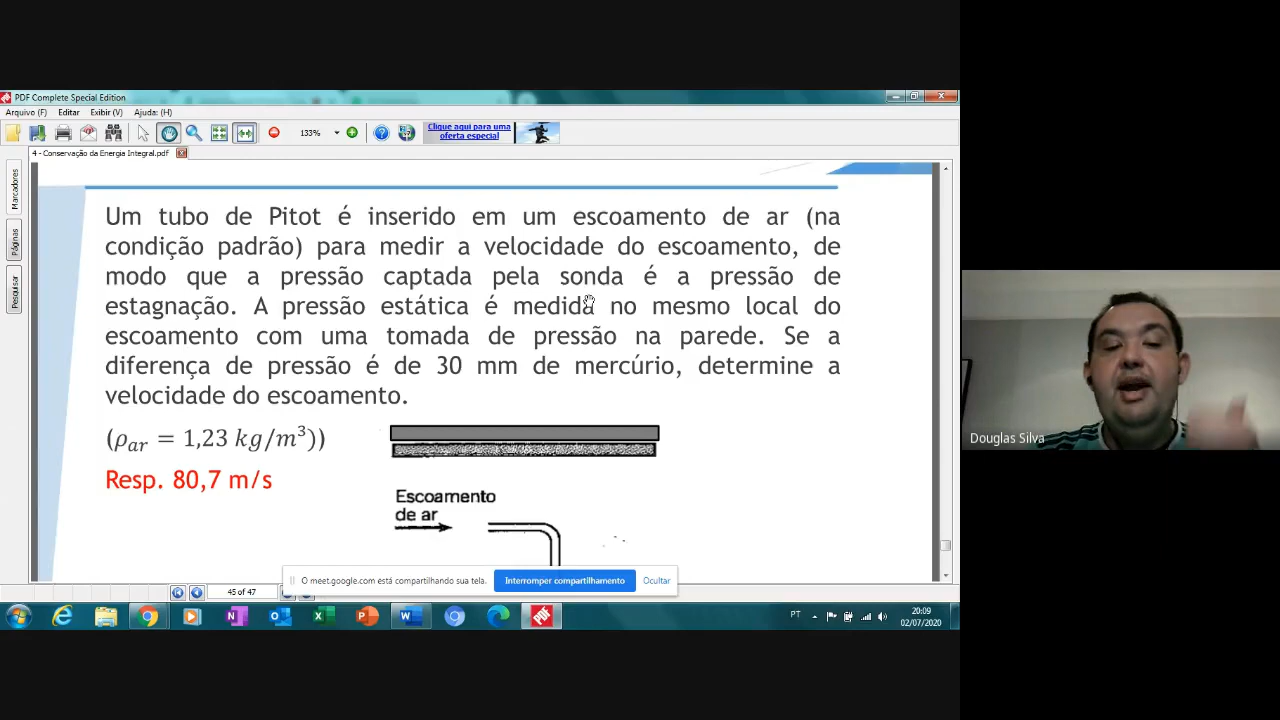 PDF Complete Special Edition
Arquivo (F) Editar Exibir (V) Ajuda: (H)
133%
Clique aqui para uma
oferta especial
4 - Conservação da Energia Integral.pdf
Marcadores
Páginas
Pesquisar
Um tubo de Pitot é inserido em um escoamento de ar (na
condição padrão) para medir a velocidade do escoamento, de
modo que a pressão captada pela sonda é a pressão de
estagnação. A pressão estática é medida no mesmo local do
escoamento com uma tomada de pressão na parede. Se a
diferença de pressão é de 30 mm de mercúrio, determine a
velocidade do escoamento.
(ρar = 1,23 kg/m³))
Resp. 80,7 m/s
Escoamento
de ar
O meet.google.com está compartilhando sua tela.
Interromper compartilhamento
Ocultar
45 of 47
PT
20:09
02/07/2020
Douglas Silva